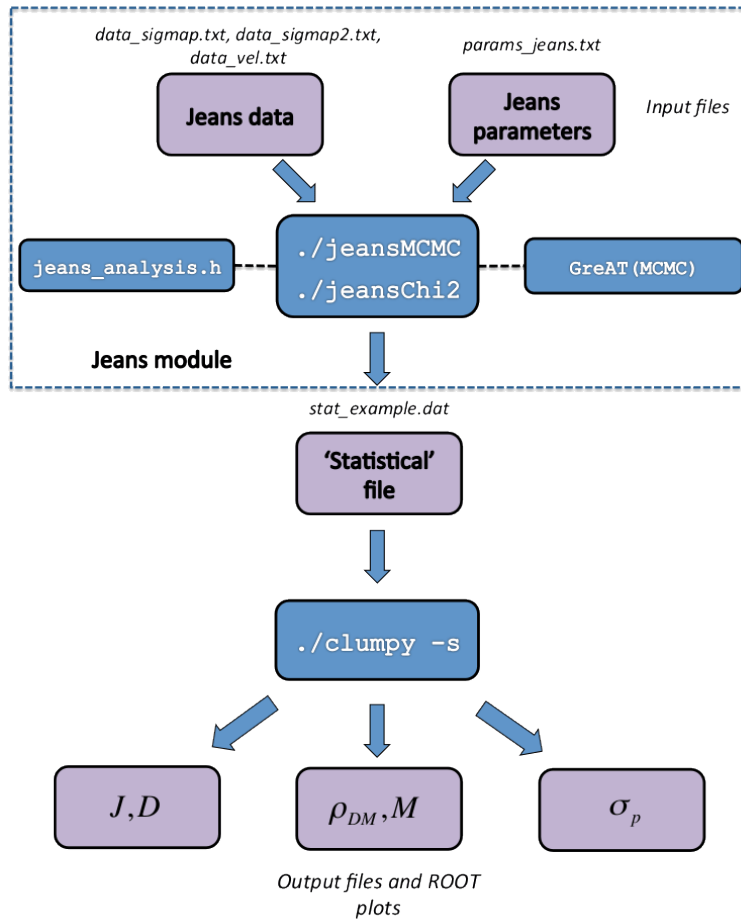 data_sigmap.txt, data_sigmap2.txt,
data_vel.txt
params_jeans.txt
Jeans data
Jeans
parameters
Input files
jeans_analysis.h
./jeansMCMC
./jeansChi2
GreAT(MCMC)
Jeans module
stat_example.dat
‘Statistical’
file
./clumpy -s
J,D
ρ_DM,M
σ_p
Output files and ROOT
plots